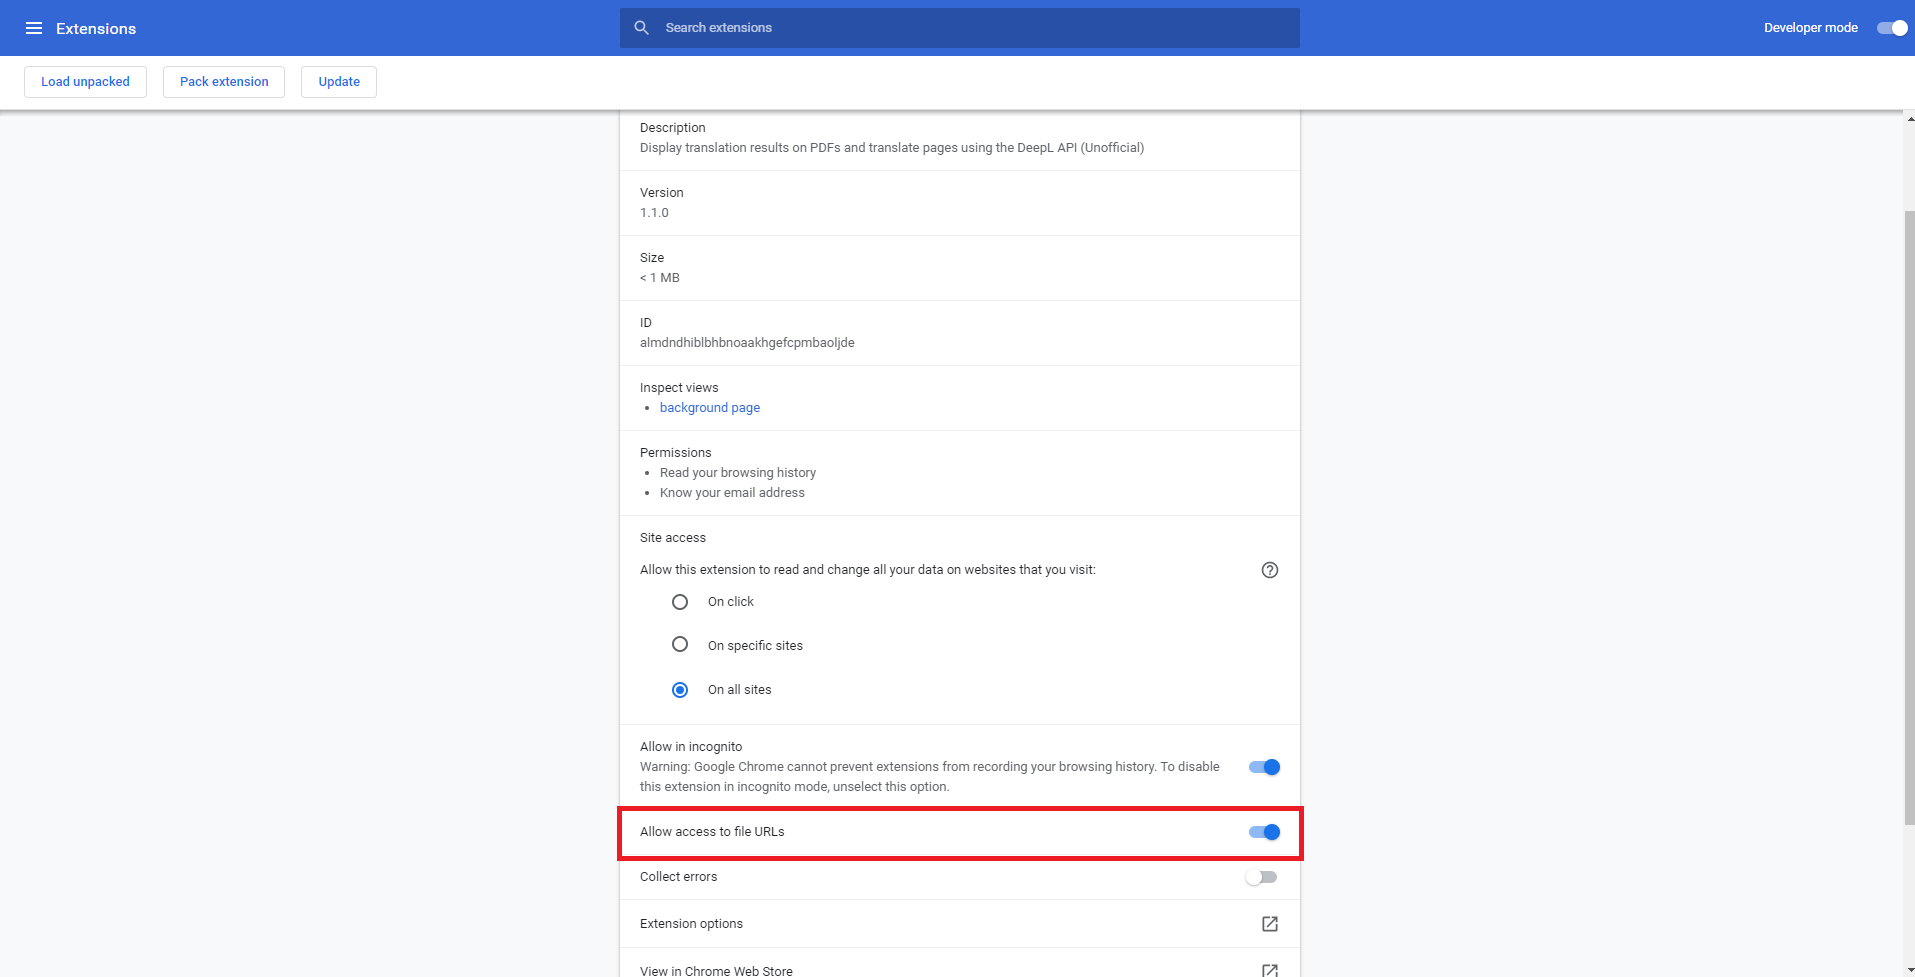 Extensions
Search extensions
Developer mode
Load unpacked
Pack extension
Update
Description
Display translation results on PDFs and translate pages using the DeepL API (Unofficial)
Version
1.1.0
Size
< 1 MB
ID
almdndhiblbhbnoaakhgefcpmbaoljde
Inspect views
background page
Permissions
Read your browsing history
Know your email address
Site access
Allow this extension to read and change all your data on websites that you visit:
On click
On specific sites
On all sites
Allow in incognito
Warning: Google Chrome cannot prevent extensions from recording your browsing history. To disable
this extension in incognito mode, unselect this option.
Allow access to file URLs
Collect errors
Extension options
View in Chrome Web Store